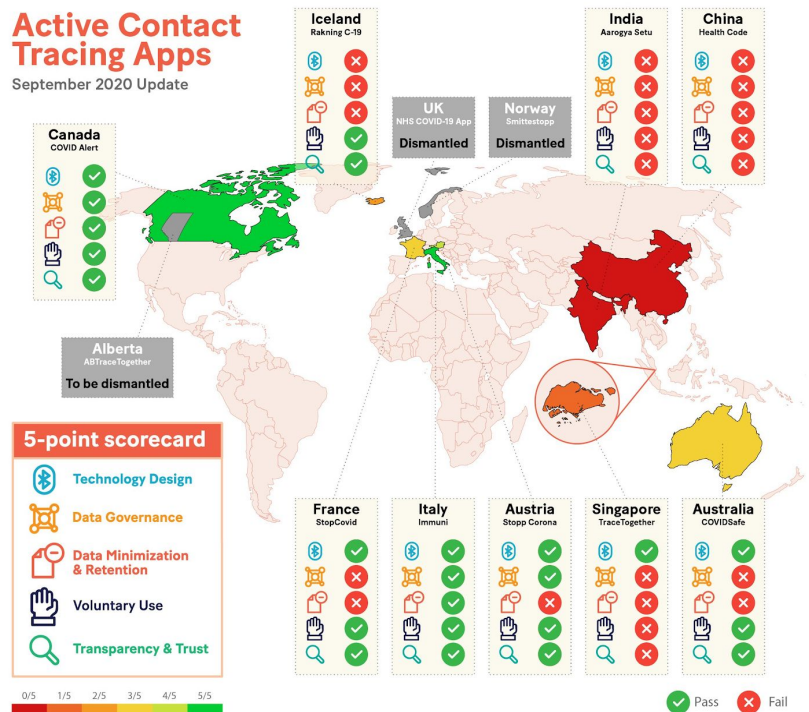 Active Contact
Tracing Apps
September 2020 Update
Iceland
Rakning C-19
India
Aarogya Setu
China
Health Code
UK
NHS COVID-19 App
Dismantled
Norway
Smittestopp
Dismantled
Canada
COVID Alert
Alberta
ABTraceTogether
To be dismantled
5-point scorecard
Technology Design
Data Governance
Data Minimization
& Retention
Voluntary Use
Transparency & Trust
France
StopCovid
Italy
Immuni
Austria
Stopp Corona
Singapore
TraceTogether
Australia
COVIDSafe
0/5 1/5 2/5 3/5 4/5 5/5
Pass
Fail